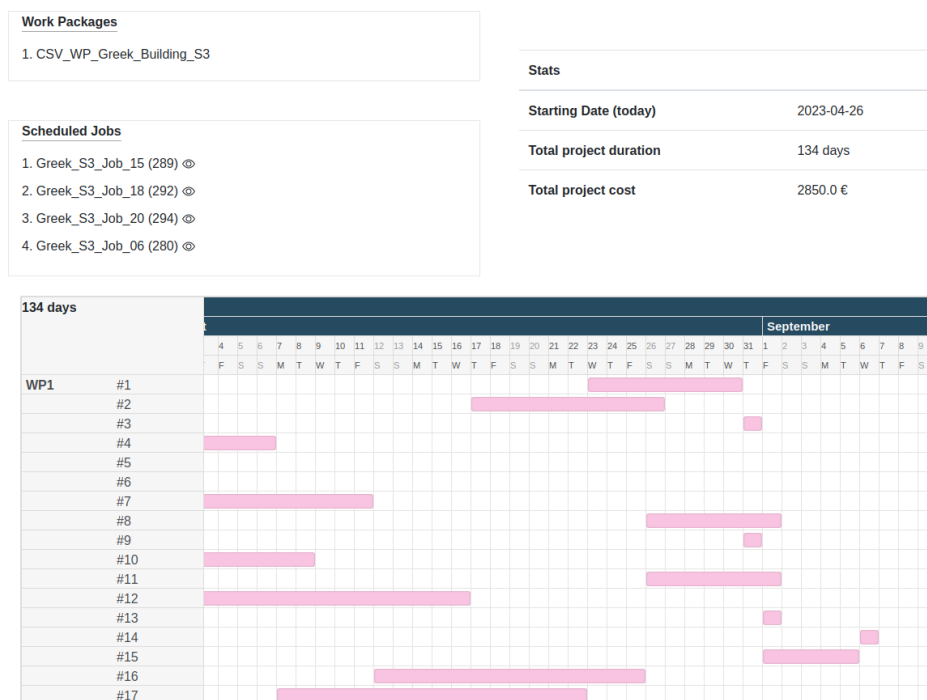 Work Packages
1. CSV_WP_Greek_Building_S3
Scheduled Jobs
1. Greek_S3_Job_15 (289)
2. Greek_S3_Job_18 (292)
3. Greek_S3_Job_20 (294)
4. Greek_S3_Job_06 (280)
Stats
Starting Date (today) 2023-04-26
Total project duration 134 days
Total project cost 2850.0 €
134 days
September
4 5 6 7 8 9 10 11 12 13 14 15 16 17 18 19 20 21 22 23 24 25 26 27 28 29 30 31 1 2 3 4 5 6 7 8 9
F S S M T W T F S S M T W T F S S M T W T F S S M T W T F S S M T W T F S
WP1 #1
#2
#3
#4
#5
#6
#7
#8
#9
#10
#11
#12
#13
#14
#15
#16
#17